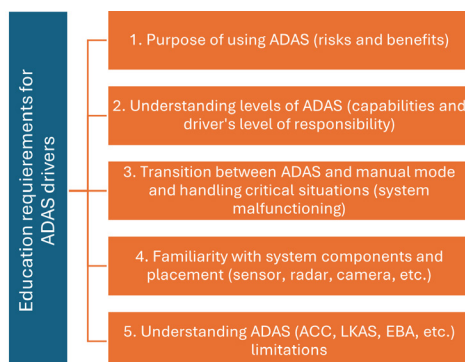 Education requierements for
ADAS drivers
1. Purpose of using ADAS (risks and benefits)
2. Understanding levels of ADAS (capabilities and
driver's level of responsibility)
3. Transition between ADAS and manual mode
and handling critical situations (system
malfunctioning)
4. Familiarity with system components and
placement (sensor, radar, camera, etc.)
5. Understanding ADAS (ACC, LKAS, EBA, etc.)
limitations